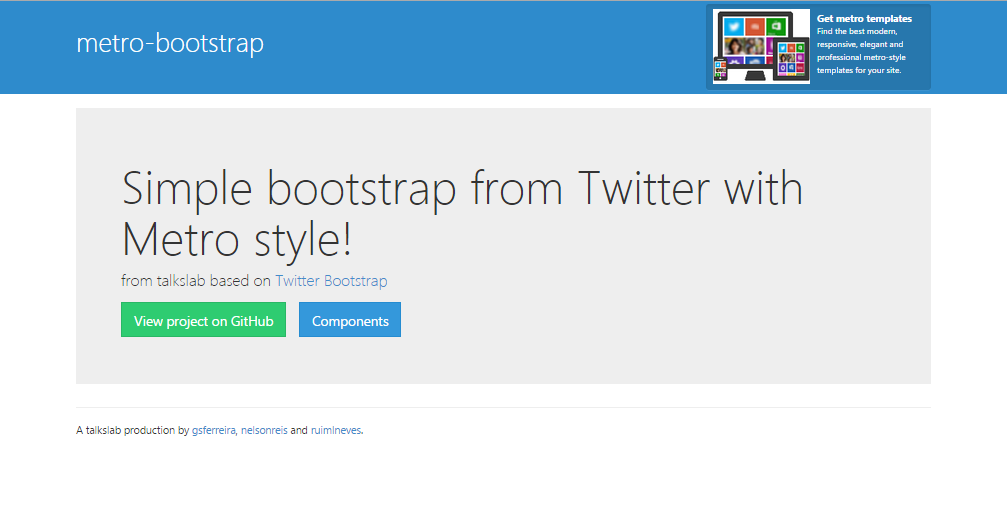 metro-bootstrap
Get metro templates
Find the best modern,
responsive, elegant and
professional metro-style
templates for your site.
Simple bootstrap from Twitter with
Metro style!
from talkslab based on Twitter Bootstrap
View project on GitHub
Components
A talkslab production by gsferreira, nelsonreis and ruimlneves.